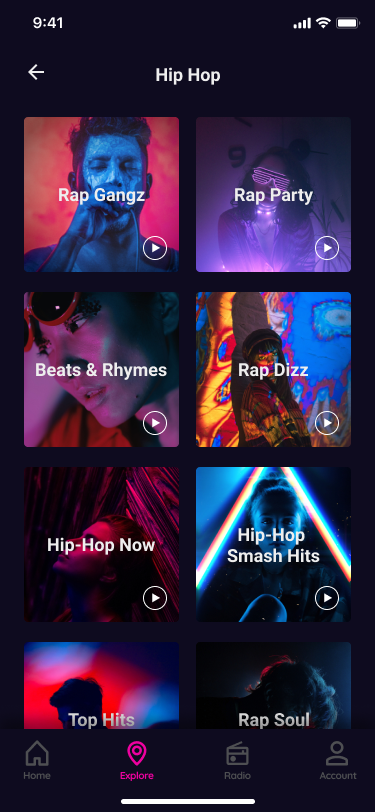 9:41
Hip Hop
Rap Gangz
Rap Party
Beats & Rhymes
Rap Dizz
Hip-Hop Now
Hip-Hop
Smash Hits
Top Hits
Rap Soul
Home
Explore
Radio
Account